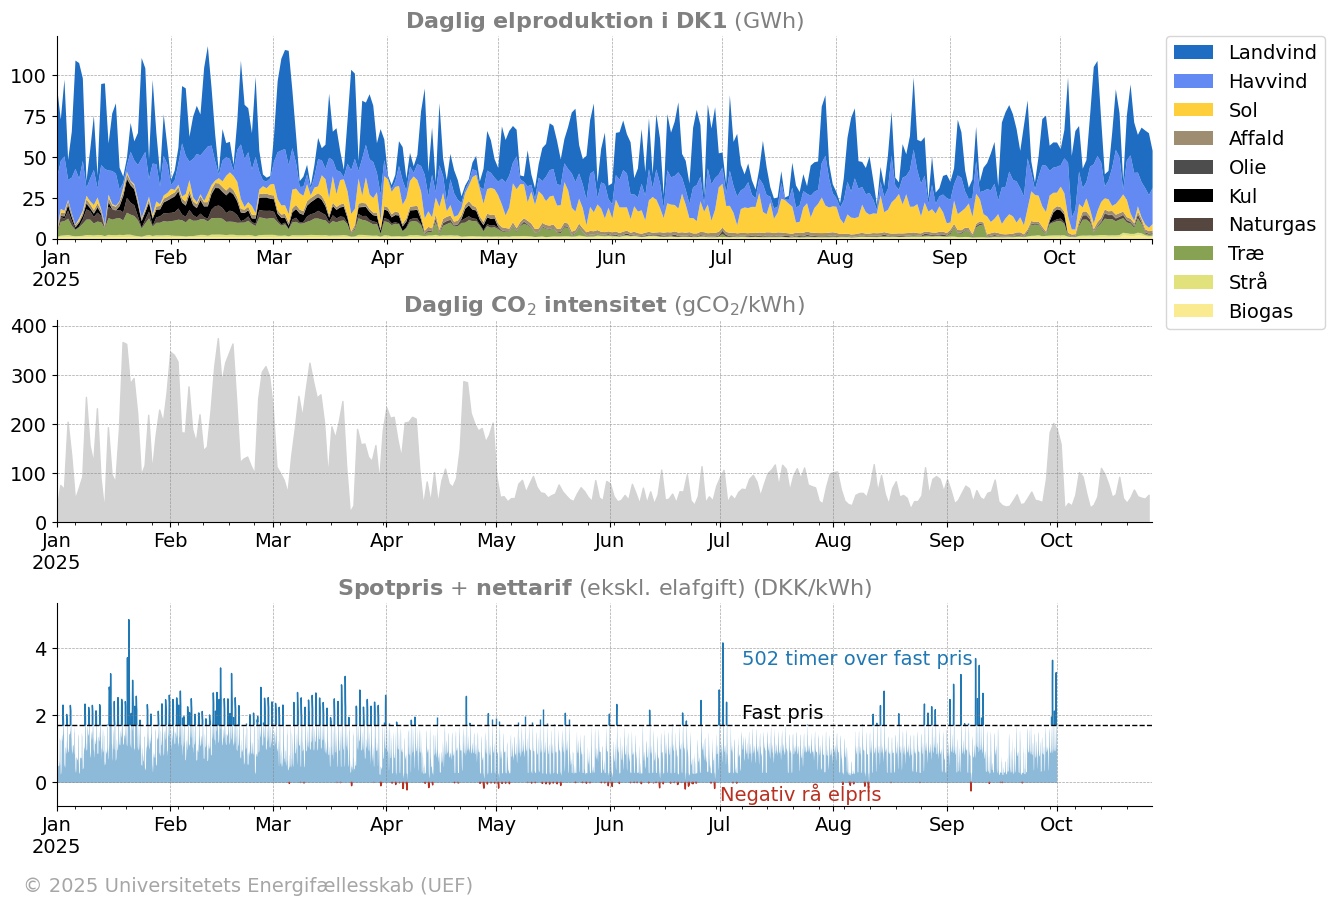 Daglig elproduktion i DK1 (GWh)
100
75
50
25
0
Jan Feb Mar Apr May Jun Jul Aug Sep Oct
2025
Landvind
Havvind
Sol
Affald
Olie
Kul
Naturgas
Træ
Strå
Biogas
Daglig CO₂ intensitet (gCO₂/kWh)
400
300
200
100
0
Jan Feb Mar Apr May Jun Jul Aug Sep Oct
2025
Spotpris + nettarif (ekskl. elafgift) (DKK/kWh)
4
502 timer over fast pris
2
Fast pris
0
Negativ rå elpris
Jan Feb Mar Apr May Jun Jul Aug Sep Oct
2025
© 2025 Universitetets Energifællesskab (UEF)